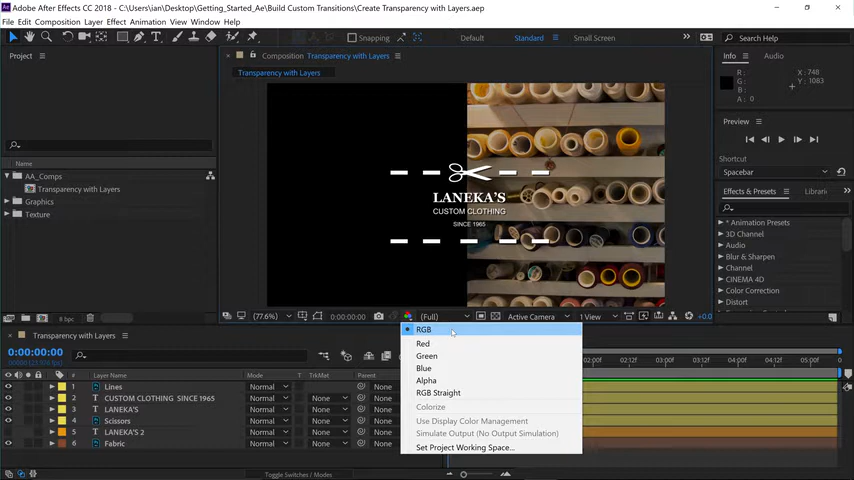 Adobe After Effects CC 2018 - C:\Users\ian\Desktop\Getting_Started_Ae\Build Custom Transitions\Create Transparency with Layers.aep
File Edit Composition Layer Effect Animation View Window Help
Snapping
Default
Standard
Small Screen
Search Help
Project
Composition Transparency with Layers
Transparency with Layers
Name
AA_Comps
Transparency with Layers
Graphics
Texture
8 bpc
LANEKA'S
CUSTOM CLOTHING
SINCE 1965
(77.6%)
0:00:00:00
(Full)
Active Camera
1 View
+0.0
Info
Audio
R :
G :
B :
A : 0
X : 748
Y : 1083
Preview
Shortcut
Spacebar
Effects & Presets
Librari
* Animation Presets
3D Channel
Audio
Blur & Sharpen
Channel
CINEMA 4D
Distort
RGB
Red
Green
Blue
Alpha
RGB Straight
Colorize
Use Display Color Management
Simulate Output (No Output Simulation)
Set Project Working Space...
Transparency with Layers
0:00:00:00
# Layer Name
Mode
T TrkMat
Parent
02:00f
03:00f
04:00f
05:00f
1 Lines Normal None
2 T CUSTOM CLOTHING SINCE 1965 Normal None None
3 T LANEKA'S Normal None None
4 Scissors Normal None None
5 T LANEKA'S 2 Normal None None
6 Fabric Normal None None
Toggle Switches / Modes